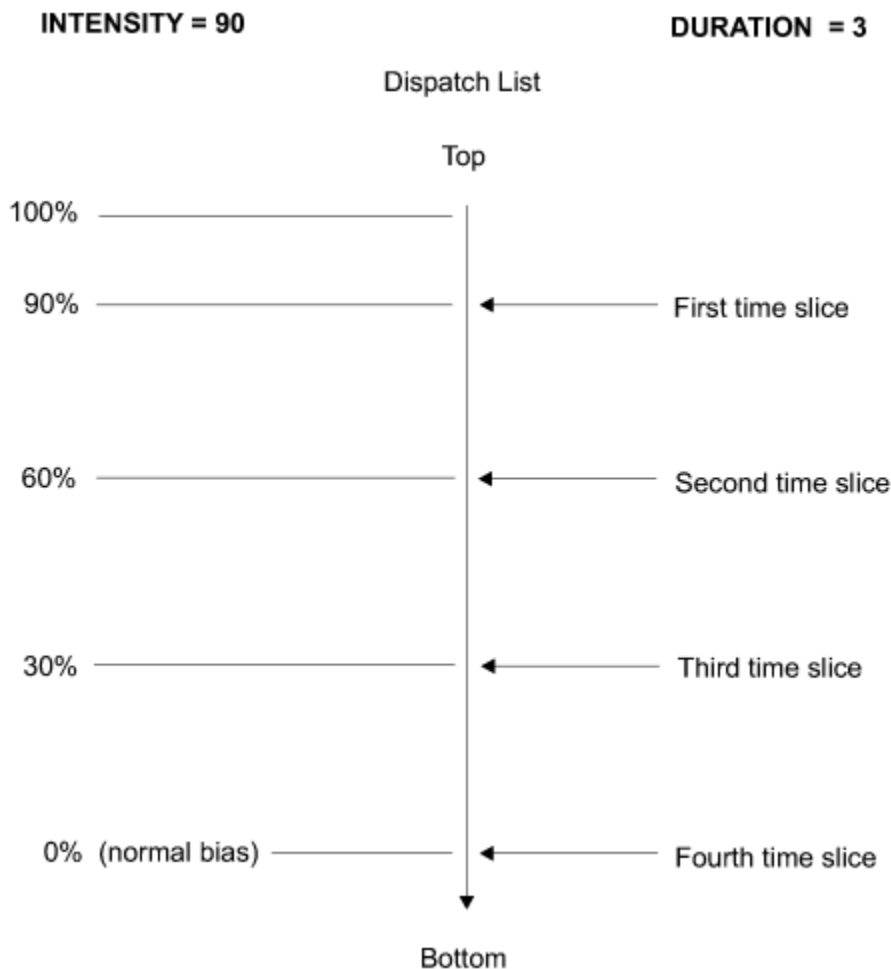 INTENSITY = 90
DURATION = 3
Dispatch List
Top
100%
90%
First time slice
60%
Second time slice
30%
Third time slice
0% (normal bias)
Fourth time slice
Bottom